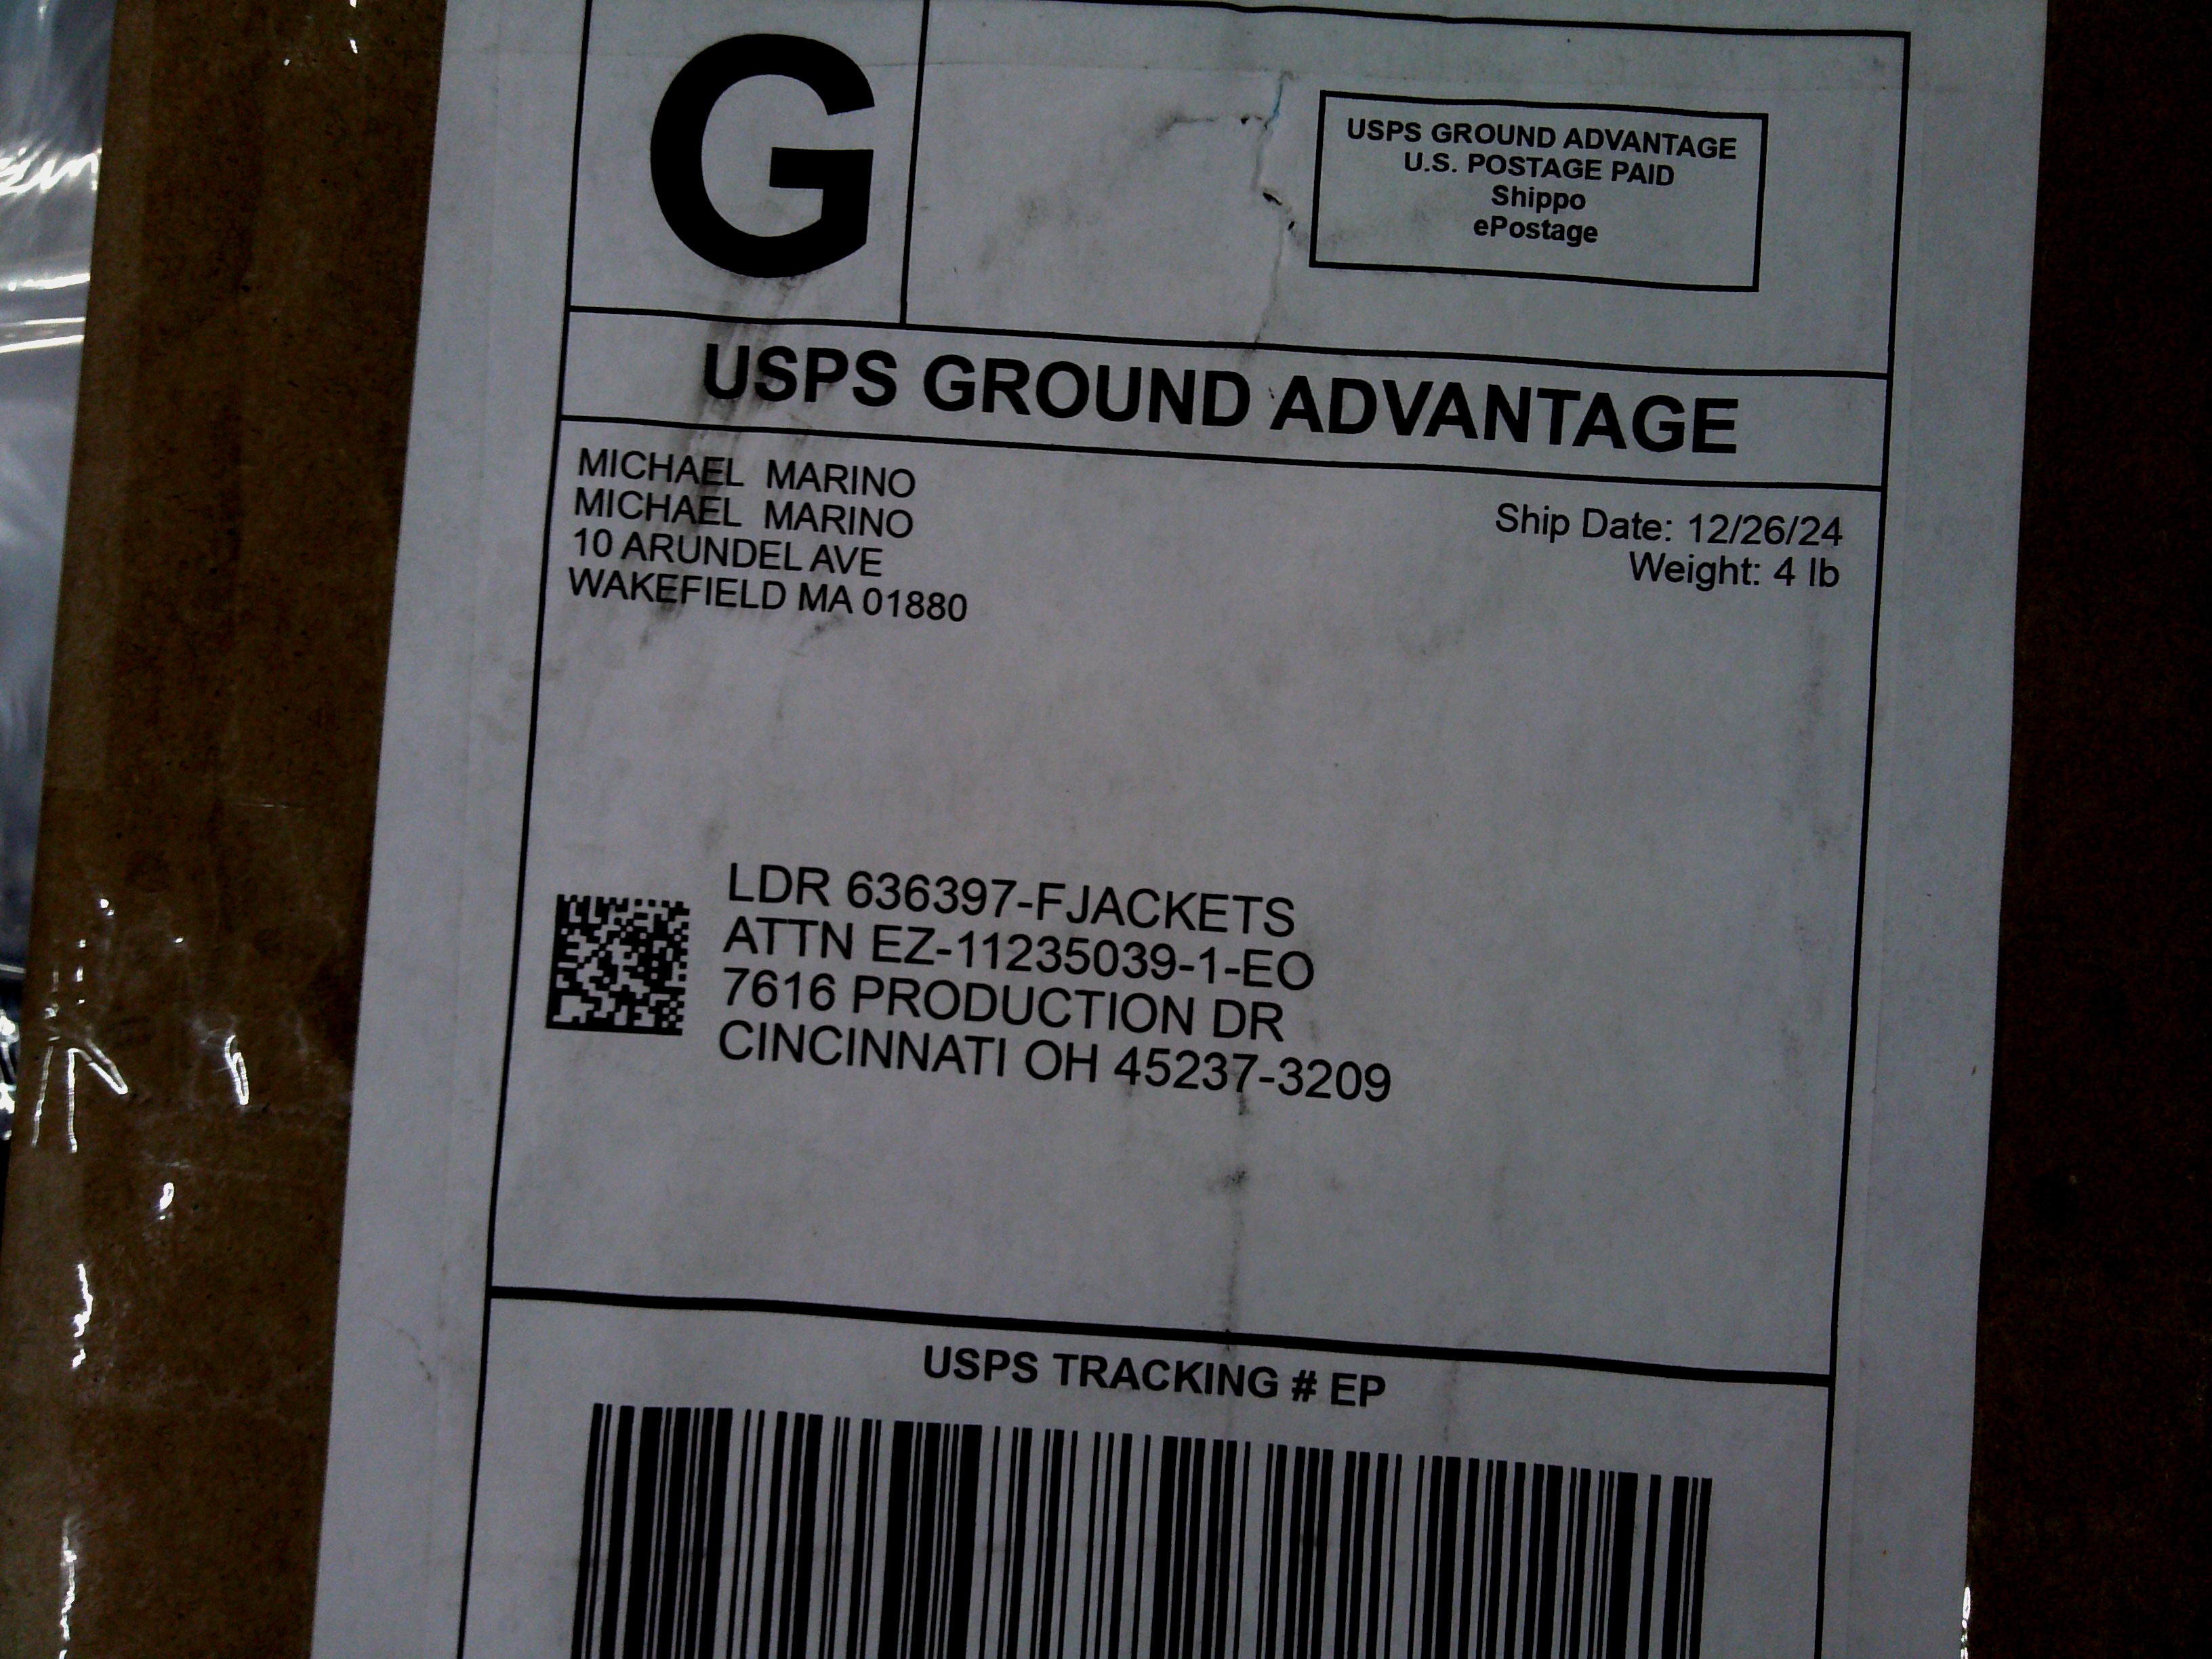 G
USPS GROUND ADVANTAGE
U.S. POSTAGE PAID
Shippo
ePostage
USPS GROUND ADVANTAGE
MICHAEL MARINO
MICHAEL MARINO
10 ARUNDEL AVE
WAKEFIELD MA 01880
Ship Date: 12/26/24
Weight: 4 lb
LDR 636397-FJACKETS
ATTN EZ-11235039-1-EO
7616 PRODUCTION DR
CINCINNATI OH 45237-3209
USPS TRACKING # EP